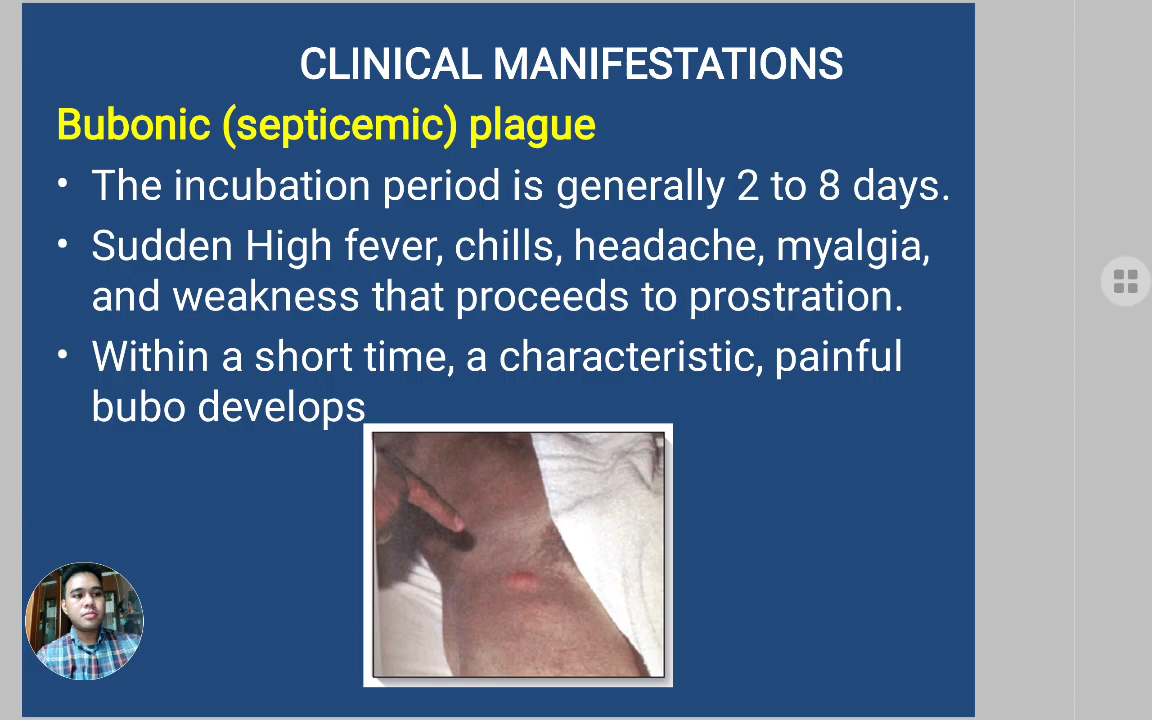 CLINICAL MANIFESTATIONS
Bubonic (septicemic) plague
• The incubation period is generally 2 to 8 days.
• Sudden High fever, chills, headache, myalgia,
and weakness that proceeds to prostration.
• Within a short time, a characteristic, painful
bubo develops